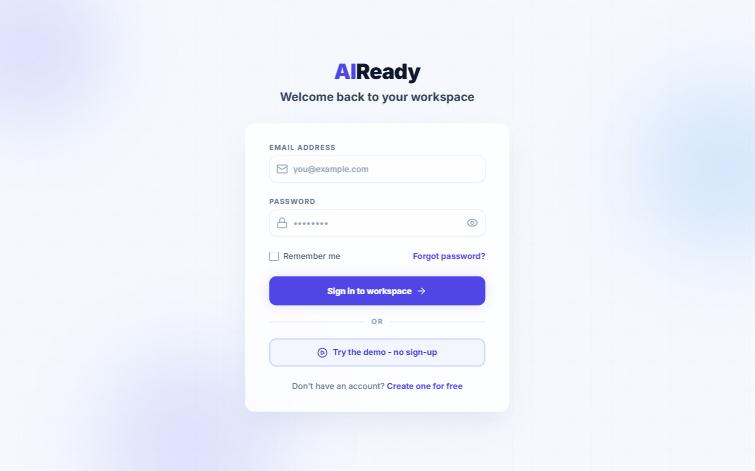 AIReady
Welcome back to your workspace
EMAIL ADDRESS
you@example.com
PASSWORD
••••••••
Remember me
Forgot password?
Sign in to workspace →
OR
Try the demo - no sign-up
Don't have an account? Create one for free